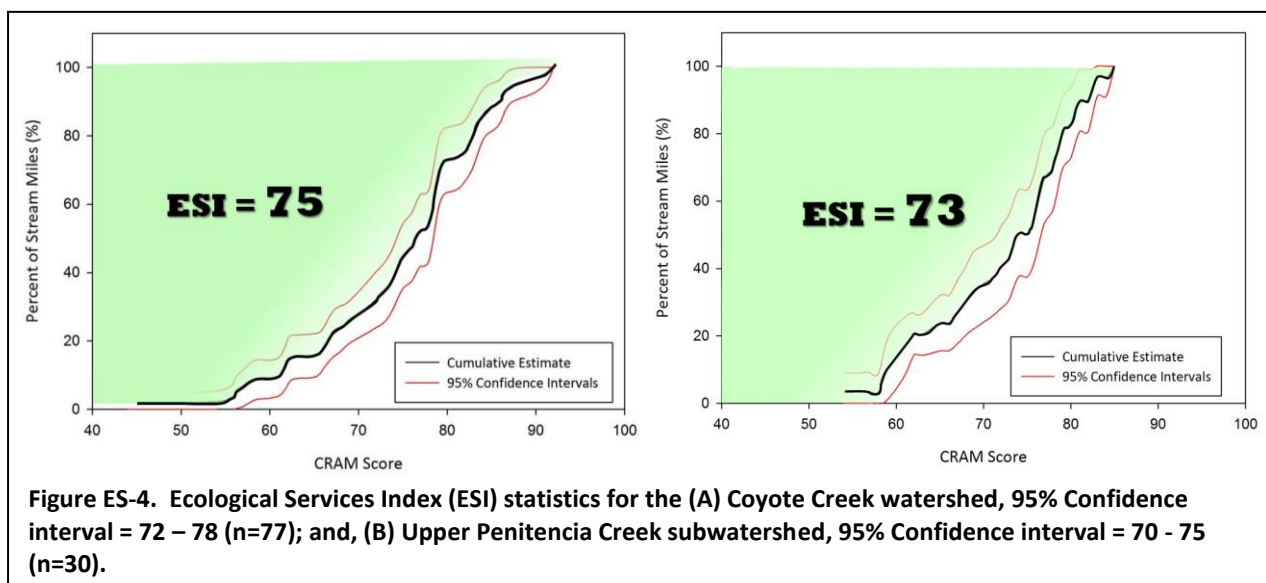 Percent of Stream Miles (%)
100
80
60
40
20
0
ESI = 75
Cumulative Estimate
95% Confidence Intervals
40 50 60 70 80 90 100
CRAM Score
Percent of Stream Miles (%)
100
80
60
40
20
0
ESI = 73
Cumulative Estimate
95% Confidence Intervals
40 50 60 70 80 90 100
CRAM Score
Figure ES-4. Ecological Services Index (ESI) statistics for the (A) Coyote Creek watershed, 95% Confidence
interval = 72 – 78 (n=77); and, (B) Upper Penitencia Creek subwatershed, 95% Confidence interval = 70 - 75
(n=30).